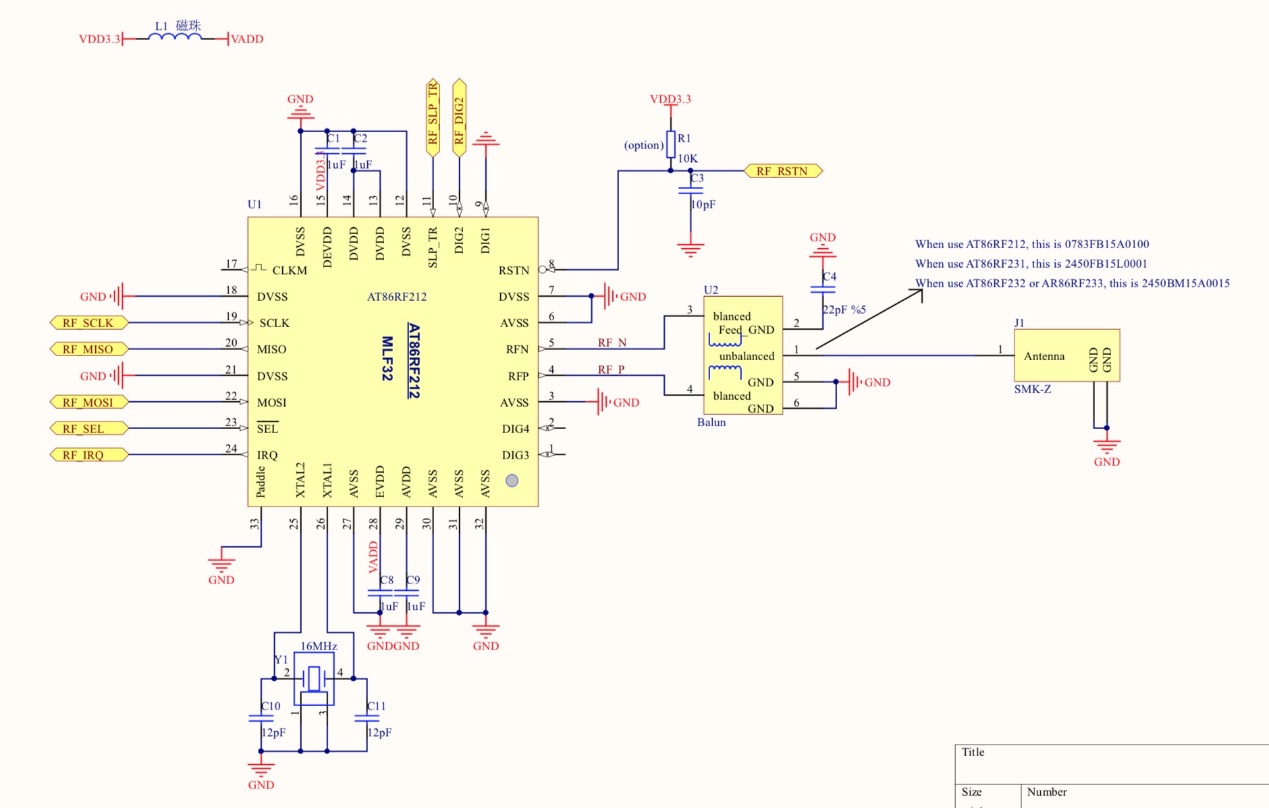 L1 磁珠
VDD3.3 VADD
GND
RF_SLP_TR
RF_DIG2
VDD3.3
R1
(option)
10K
RF_RSTN
C3
10pF
C1 C2
1uF 1uF
VDD3.3
16 15 14 13 12 11 10 9
U1
DVSS DEVDD DVDD DVDD DVSS SLP_TR DIG2 DIG1
17 CLKM
GND 18 DVSS
RF_SCLK 19 SCLK
RF_MISO 20 MISO
GND 21 DVSS
RF_MOSI 22 MOSI
RF_SEL 23 SEL
RF_IRQ 24 IRQ
AT86RF212
AT86RF212
MLF32
RSTN 8
DVSS 7 GND
AVSS 6
RFN 5 RF_N
RFP 4 RF_P
AVSS 3 GND
DIG4 2
DIG3 1
Paddle XTAL2 XTAL1 AVSS EVDD AVDD AVSS AVSS AVSS
33 25 26 27 28 29 30 31 32
GND
VADD
C8 C9
1uF 1uF
GND GND GND
16MHz
Y1
2 4
1 3
C10 C11
12pF 12pF
GND
GND
C4
22pF %5
U2
3 blanced
Feed GND 2
unbalanced 1
GND 5
4 blanced
GND 6
GND
Balun
When use AT86RF212, this is 0783FB15A0100
When use AT86RF231, this is 2450FB15L0001
When use AT86RF232 or AR86RF233, this is 2450BM15A0015
J1
1 Antenna GND GND
SMK-Z
GND
Title
Size Number